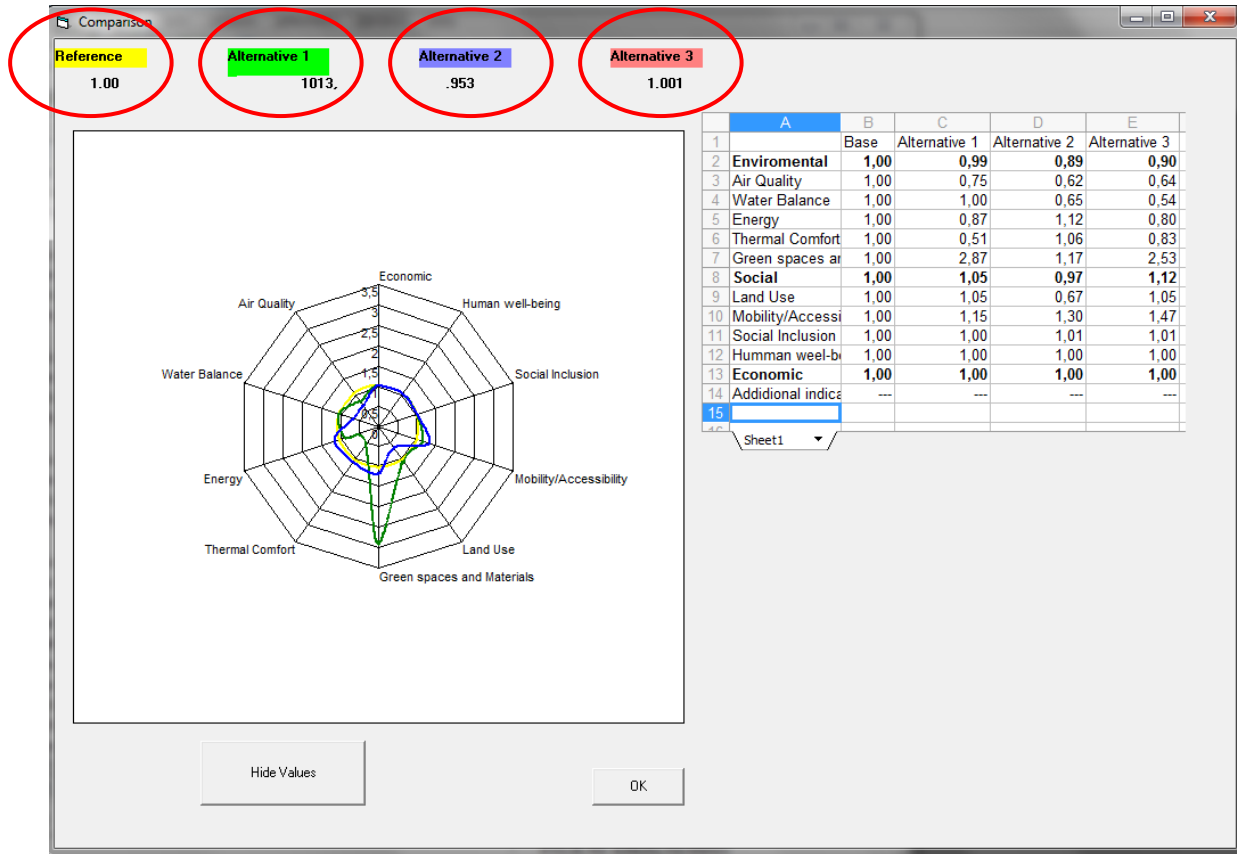 Comparison
Reference Alternative 1 Alternative 2 Alternative 3
1.00 1013, .953 1.001
A B C D E
1 Base Alternative 1 Alternative 2 Alternative 3
2 Enviromental 1,00 0,99 0,89 0,90
3 Air Quality 1,00 0,75 0,62 0,64
4 Water Balance 1,00 1,00 0,65 0,54
5 Energy 1,00 0,87 1,12 0,80
6 Thermal Comfort 1,00 0,51 1,06 0,83
7 Green spaces ar 1,00 2,87 1,17 2,53
8 Social 1,00 1,05 0,97 1,12
9 Land Use 1,00 1,05 0,67 1,05
10 Mobility/Accessi 1,00 1,15 1,30 1,47
11 Social Inclusion 1,00 1,00 1,01 1,01
12 Humman weel-b 1,00 1,00 1,00 1,00
13 Economic 1,00 1,00 1,00 1,00
14 Addidional indica --- --- --- ---
15
Sheet1
Economic
Air Quality 3,5 Human well-being
3
2,5
2
Water Balance 1,5 Social Inclusion
1
0,5
0
Energy Mobility/Accessibility
Thermal Comfort Land Use
Green spaces and Materials
Hide Values
OK